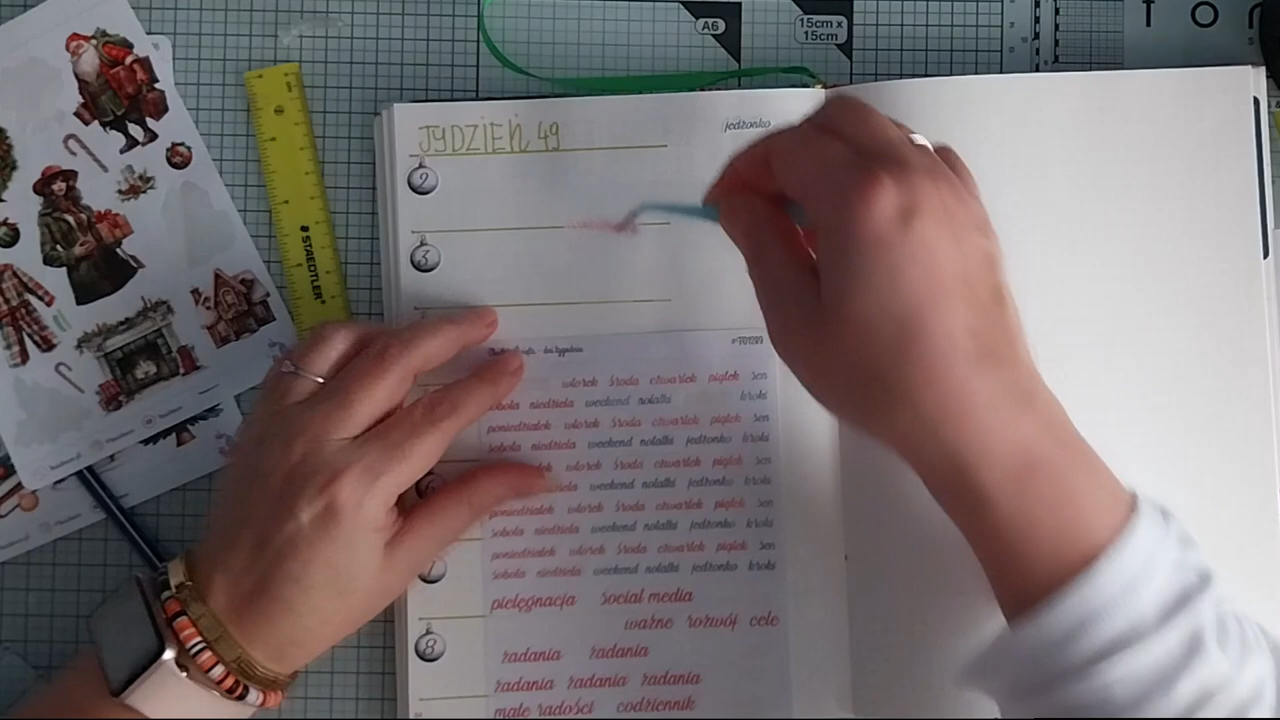 A6
15cm x
15cm
TYDZIEŃ 49
jedzonko
2
3
STAEDTLER
#T01289
wtorek środa czwartek piątek sen
niedziela weekend notatki kroki
poniedziałek wtorek środa czwartek piątek sen
sobota niedziela weekend notatki jedzonko kroki
wtorek środa czwartek piątek sen
weekend notatki jedzonko kroki
poniedziałek wtorek środa czwartek piątek sen
sobota niedziela weekend notatki jedzonko kroki
poniedziałek wtorek środa czwartek piątek sen
sobota niedziela weekend notatki jedzonko kroki
pielęgnacja social media
ważne rozwój cele
8
zadania zadania
zadania zadania zadania
małe radości codziennik